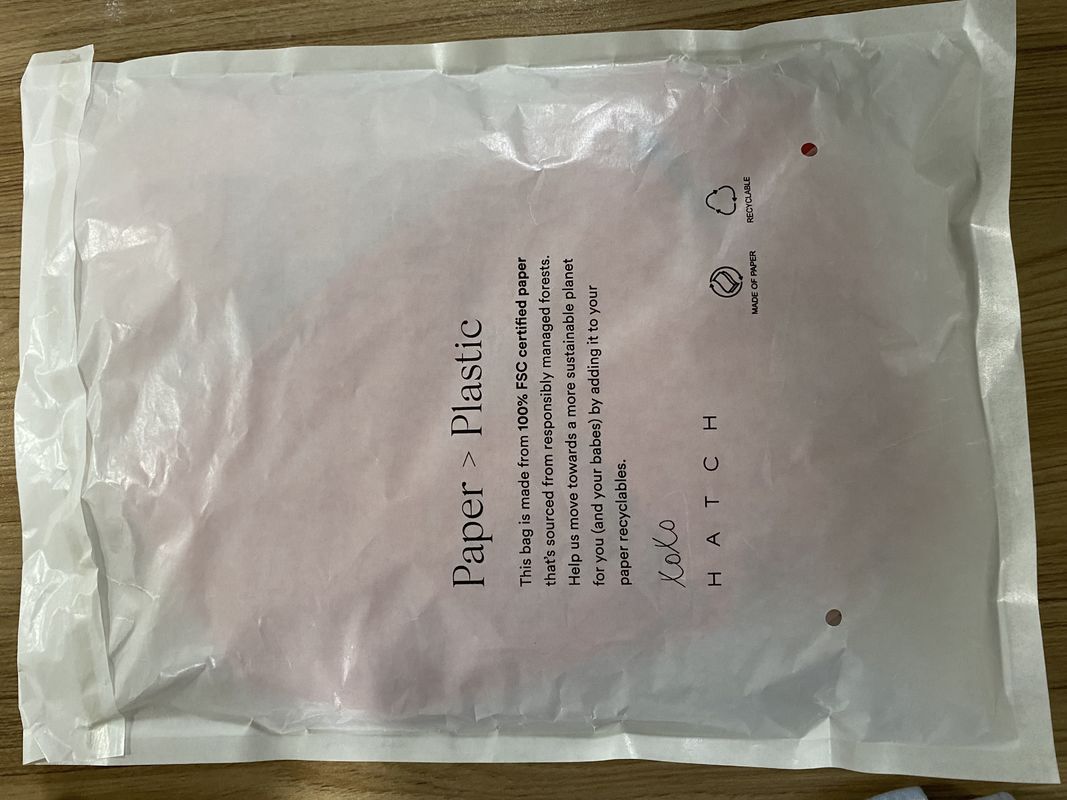 Paper > Plastic
This bag is made from 100% FSC certified paper
that's sourced from responsibly managed forests.
Help us move towards a more sustainable planet
for you (and your babes) by adding it to your
paper recyclables.
xoxo
HATCH
MADE OF PAPER
RECYCLABLE